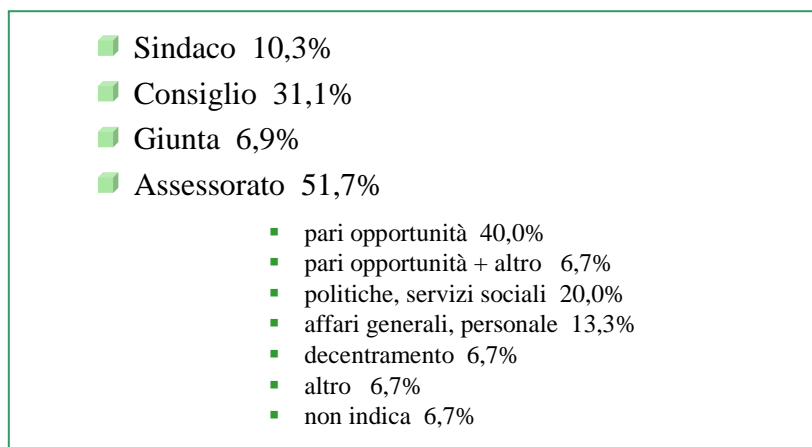 Sindaco 10,3%
Consiglio 31,1%
Giunta 6,9%
Assessorato 51,7%
pari opportunità 40,0%
pari opportunità + altro 6,7%
politiche, servizi sociali 20,0%
affari generali, personale 13,3%
decentramento 6,7%
altro 6,7%
non indica 6,7%